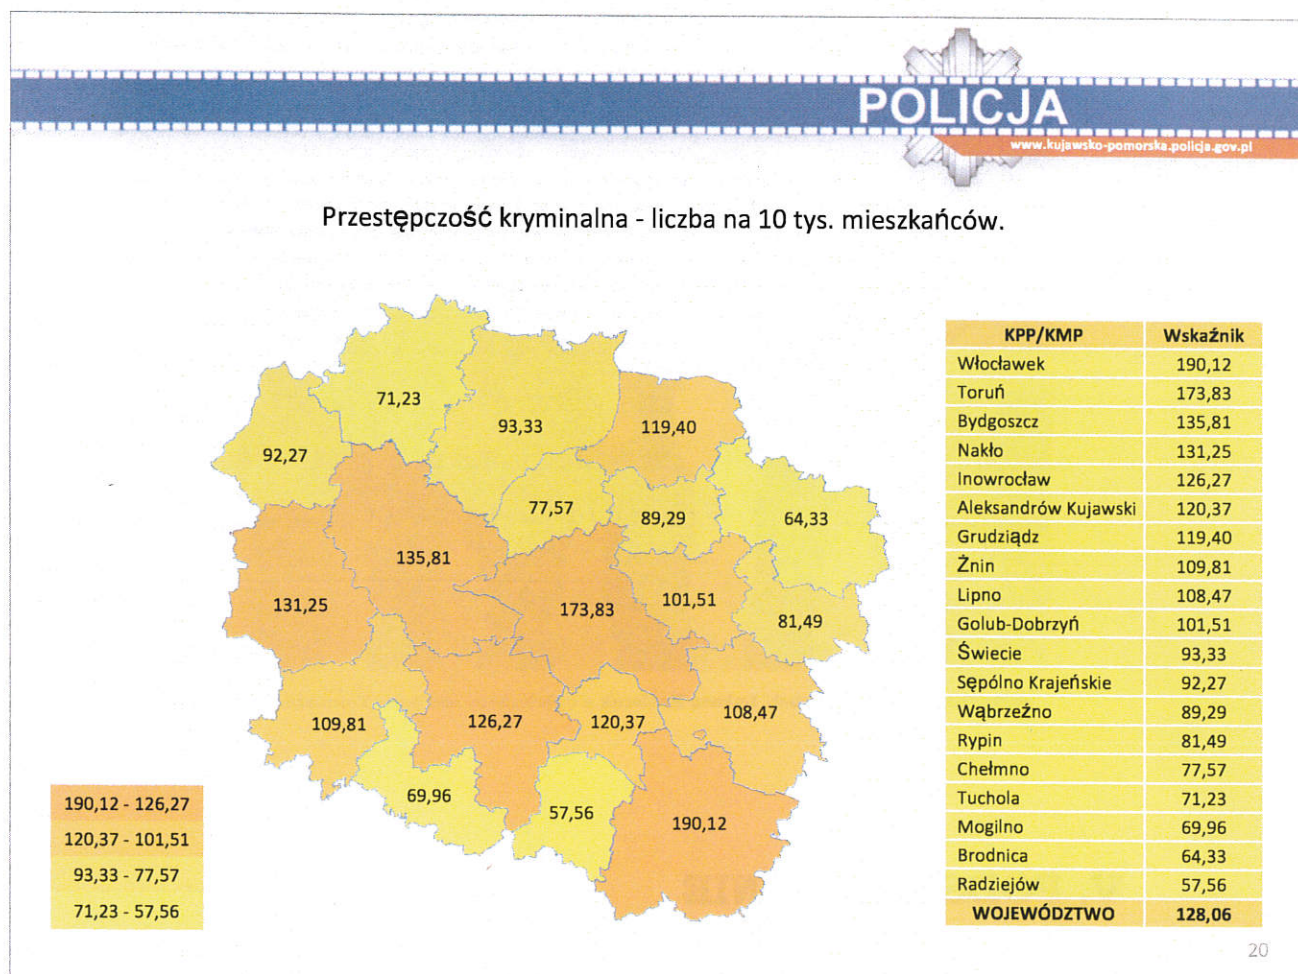 POLICJA
www.kujawsko-pomorska.policja.gov.pl
Przestępczość kryminalna - liczba na 10 tys. mieszkańców.
71,23
93,33
119,40
92,27
77,57
89,29
64,33
135,81
131,25
173,83
101,51
81,49
109,81
126,27
120,37
108,47
69,96
57,56
190,12
190,12 - 126,27
120,37 - 101,51
93,33 - 77,57
71,23 - 57,56
KPP/KMP Wskaźnik
Włocławek 190,12
Toruń 173,83
Bydgoszcz 135,81
Nakło 131,25
Inowrocław 126,27
Aleksandrów Kujawski 120,37
Grudziądz 119,40
Żnin 109,81
Lipno 108,47
Golub-Dobrzyń 101,51
Świecie 93,33
Sępólno Krajeńskie 92,27
Wąbrzeźno 89,29
Rypin 81,49
Chełmno 77,57
Tuchola 71,23
Mogilno 69,96
Brodnica 64,33
Radziejów 57,56
WOJEWÓDZTWO 128,06
20